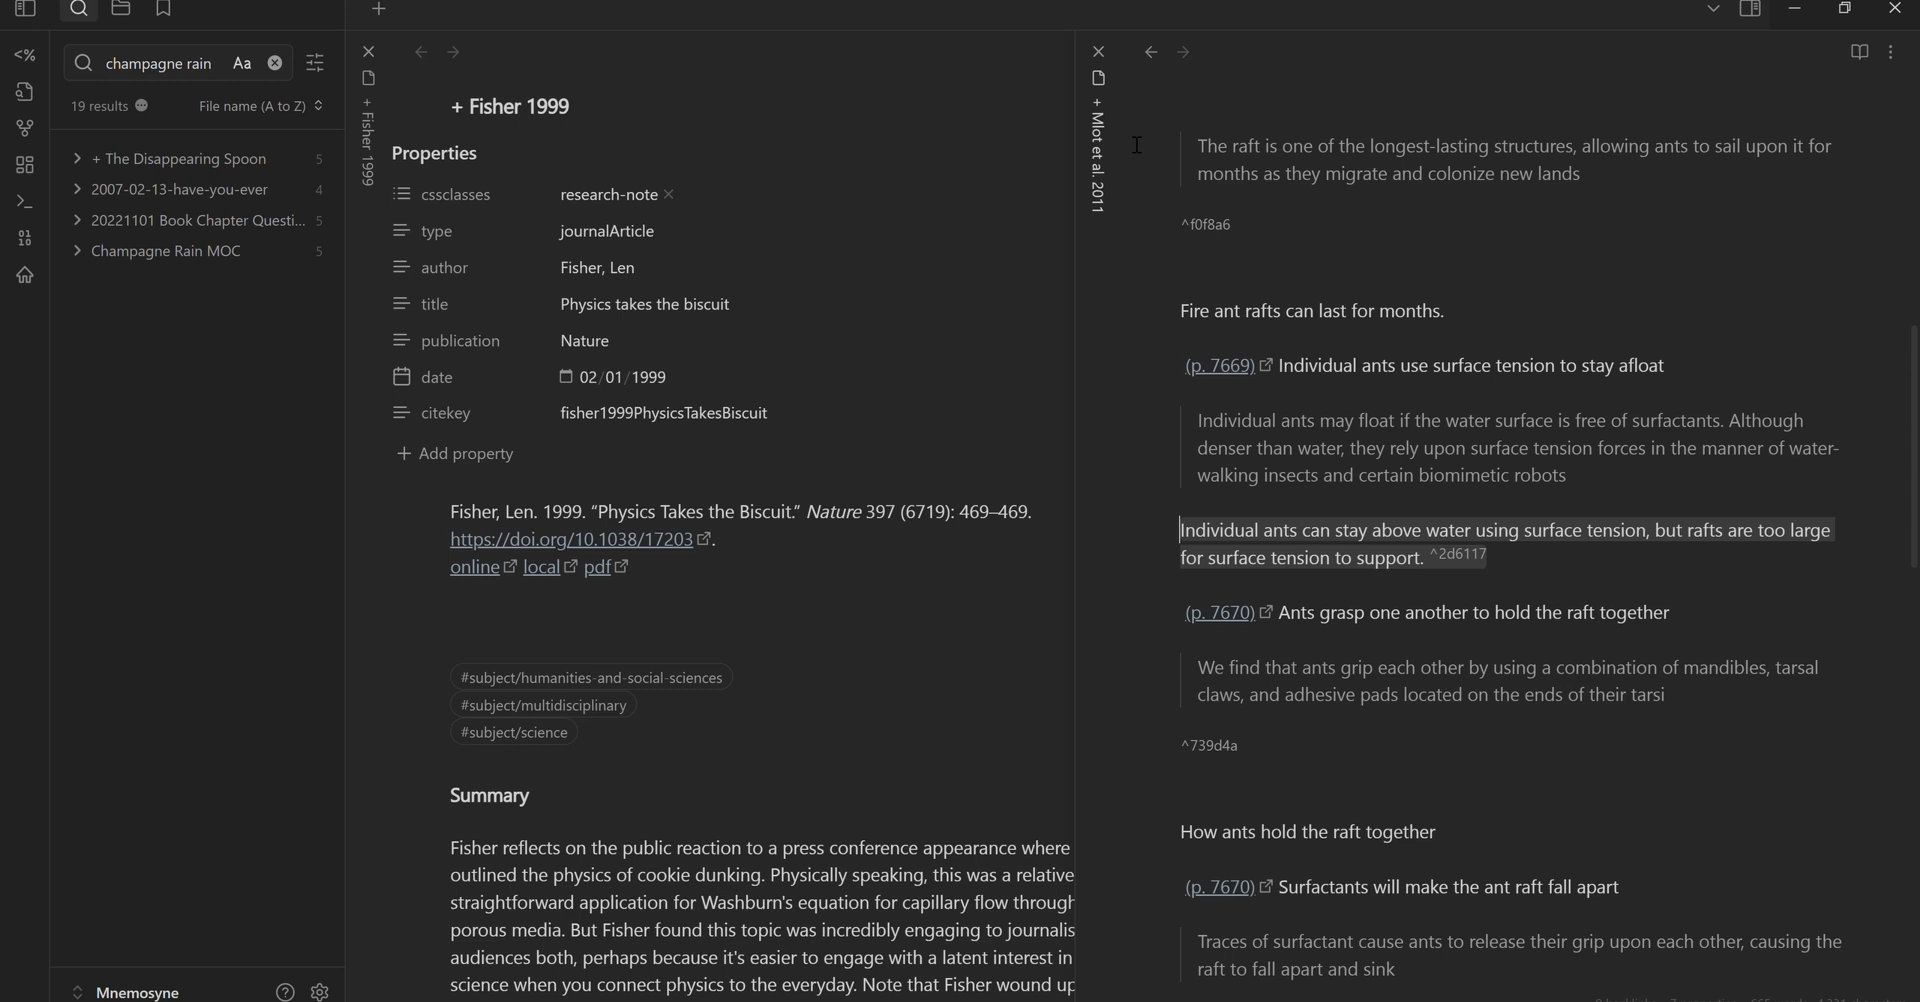 <%
champagne rain Aa
19 results
File name (A to Z)
+ The Disappearing Spoon 5
2007-02-13-have-you-ever 4
20221101 Book Chapter Questi... 5
Champagne Rain MOC 5
Mnemosyne
+ Fisher 1999
+ Fisher 1999
Properties
cssclasses research-note
type journalArticle
author Fisher, Len
title Physics takes the biscuit
publication Nature
date 02/01/1999
citekey fisher1999PhysicsTakesBiscuit
+ Add property
Fisher, Len. 1999. “Physics Takes the Biscuit.” Nature 397 (6719): 469–469.
https://doi.org/10.1038/17203.
online local pdf
#subject/humanities-and-social-sciences
#subject/multidisciplinary
#subject/science
Summary
Fisher reflects on the public reaction to a press conference appearance where
outlined the physics of cookie dunking. Physically speaking, this was a relative
straightforward application for Washburn's equation for capillary flow through
porous media. But Fisher found this topic was incredibly engaging to journalis
audiences both, perhaps because it's easier to engage with a latent interest in
science when you connect physics to the everyday. Note that Fisher wound up
+ Mlot et al. 2011
The raft is one of the longest-lasting structures, allowing ants to sail upon it for
months as they migrate and colonize new lands
^f0f8a6
Fire ant rafts can last for months.
(p. 7669) Individual ants use surface tension to stay afloat
Individual ants may float if the water surface is free of surfactants. Although
denser than water, they rely upon surface tension forces in the manner of water-
walking insects and certain biomimetic robots
Individual ants can stay above water using surface tension, but rafts are too large
for surface tension to support. ^2d6117
(p. 7670) Ants grasp one another to hold the raft together
We find that ants grip each other by using a combination of mandibles, tarsal
claws, and adhesive pads located on the ends of their tarsi
^739d4a
How ants hold the raft together
(p. 7670) Surfactants will make the ant raft fall apart
Traces of surfactant cause ants to release their grip upon each other, causing the
raft to fall apart and sink